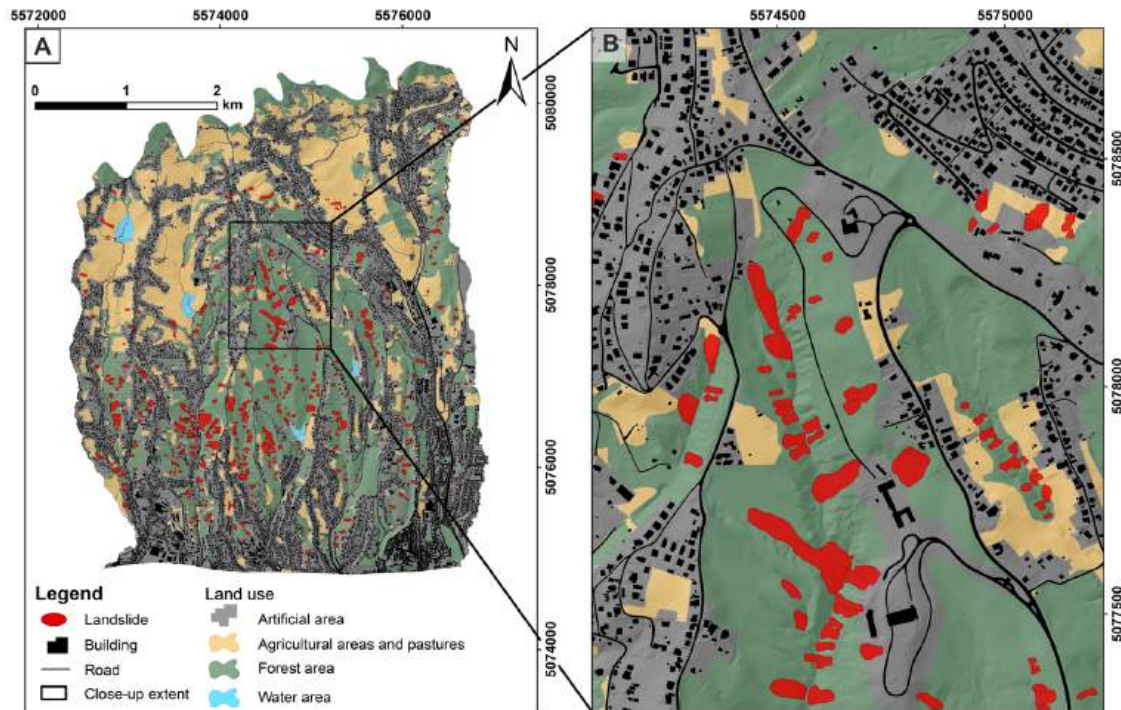 5572000 5574000 5576000
5574500 5575000
A
B
N
0 1 2
km
5080000
5078000
5076000
5074000
5078500
5078000
5077500
Legend
Landslide
Building
Road
Close-up extent
Land use
Artificial area
Agricultural areas and pastures
Forest area
Water area